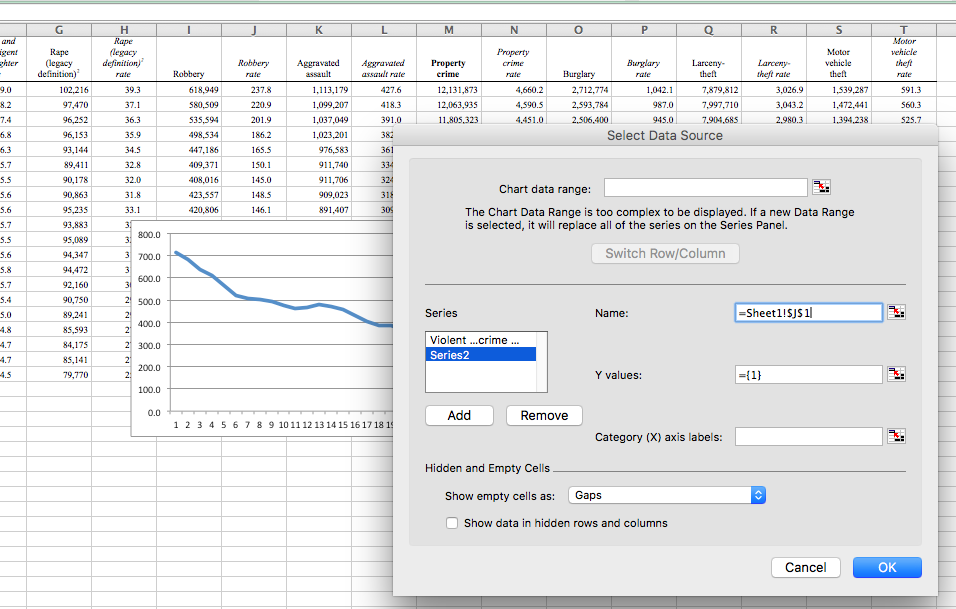 G H I J K L M N O P Q R S T
and
igent
ghter
Rape
(legacy
definition)²
Rape
(legacy
definition)²
rate
Robbery
Robbery
rate
Aggravated
assault
Aggravated
assault rate
Property
crime
Property
crime
rate
Burglary
Burglary
rate
Larceny-
theft
Larceny-
theft rate
Motor
vehicle
theft
Motor
vehicle
theft
rate
9.0 102,216 39.3 618,949 237.8 1,113,179 427.6 12,131,873 4,660.2 2,712,774 1,042.1 7,879,812 3,026.9 1,539,287 591.3
8.2 97,470 37.1 580,509 220.9 1,099,207 418.3 12,063,935 4,590.5 2,593,784 987.0 7,997,710 3,043.2 1,472,441 560.3
7.4 96,252 36.3 535,594 201.9 1,037,049 391.0 11,805,323 4,451.0 2,506,400 945.0 7,904,685 2,980.3 1,394,238 525.7
6.8 96,153 35.9 498,534 186.2 1,023,201 382
6.3 93,144 34.5 447,186 165.5 976,583 361
5.7 89,411 32.8 409,371 150.1 911,740 334
5.5 90,178 32.0 408,016 145.0 911,706 324
5.6 90,863 31.8 423,557 148.5 909,023 318
5.6 95,235 33.1 420,806 146.1 891,407 309
5.7 93,883
5.5 95,089
5.6 94,347
5.8 94,472
5.7 92,160
5.4 90,750
5.0 89,241
4.8 85,593
4.7 84,175
4.7 85,141
4.5 79,770
800.0
700.0
600.0
500.0
400.0
300.0
200.0
100.0
0.0
1 2 3 4 5 6 7 8 9 10 11 12 13 14 15 16 17 18 19
Select Data Source
Chart data range:
The Chart Data Range is too complex to be displayed. If a new Data Range
is selected, it will replace all of the series on the Series Panel.
Switch Row/Column
Series
Violent ...crime ...
Series2
Add Remove
Name: =Sheet1!$J$1
Y values: ={1}
Category (X) axis labels:
Hidden and Empty Cells
Show empty cells as: Gaps
Show data in hidden rows and columns
Cancel OK